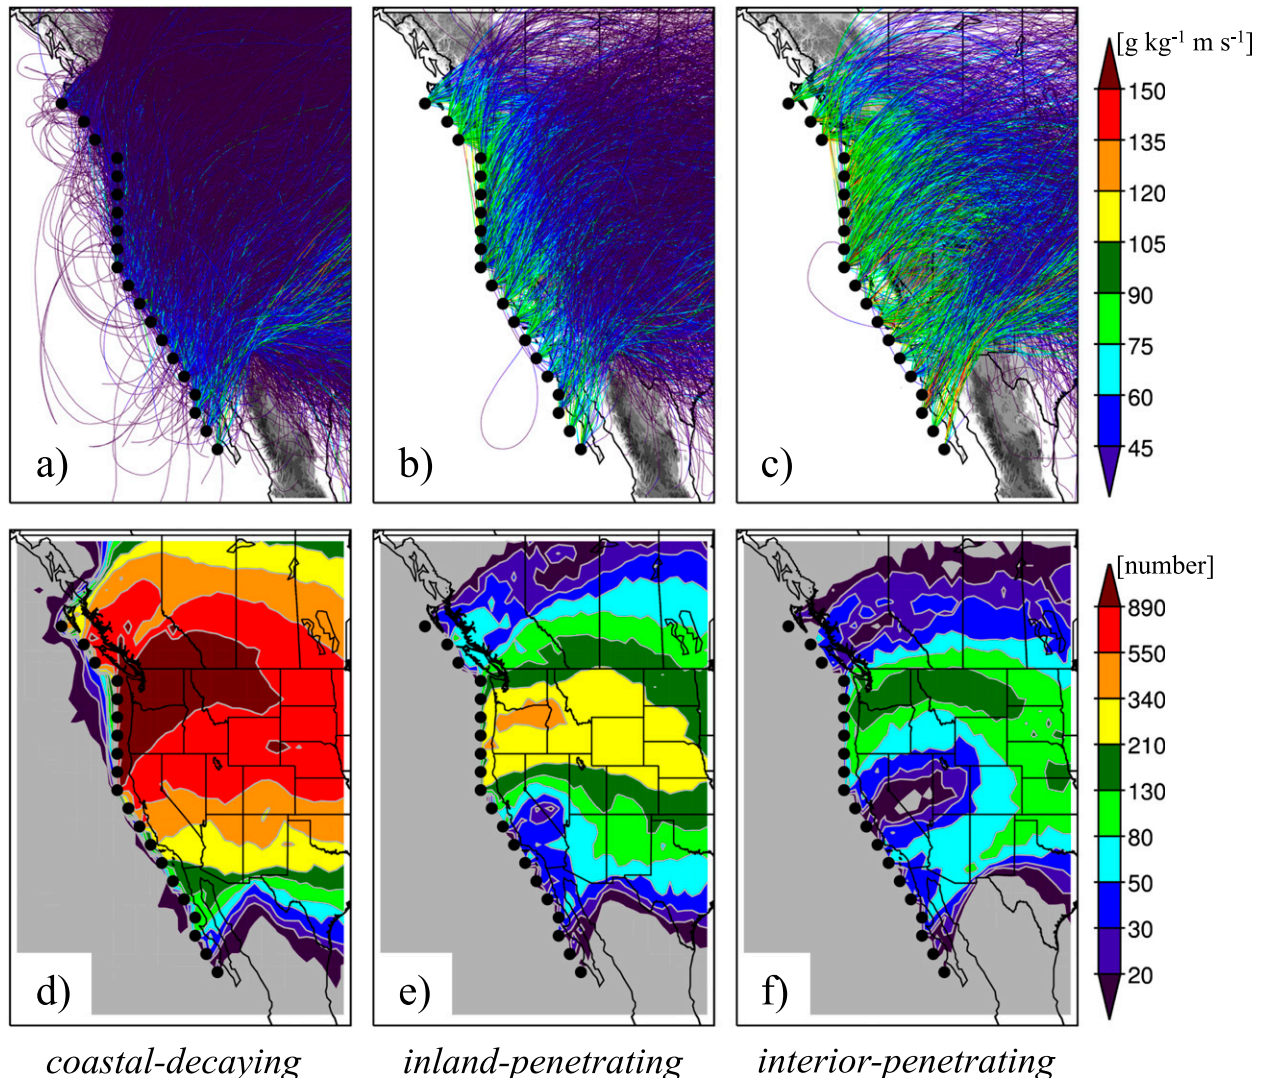 [g kg⁻¹ m s⁻¹]
150
135
120
105
90
75
60
45
a)
b)
c)
[number]
890
550
340
210
130
80
50
30
20
d)
e)
f)
coastal-decaying
inland-penetrating
interior-penetrating